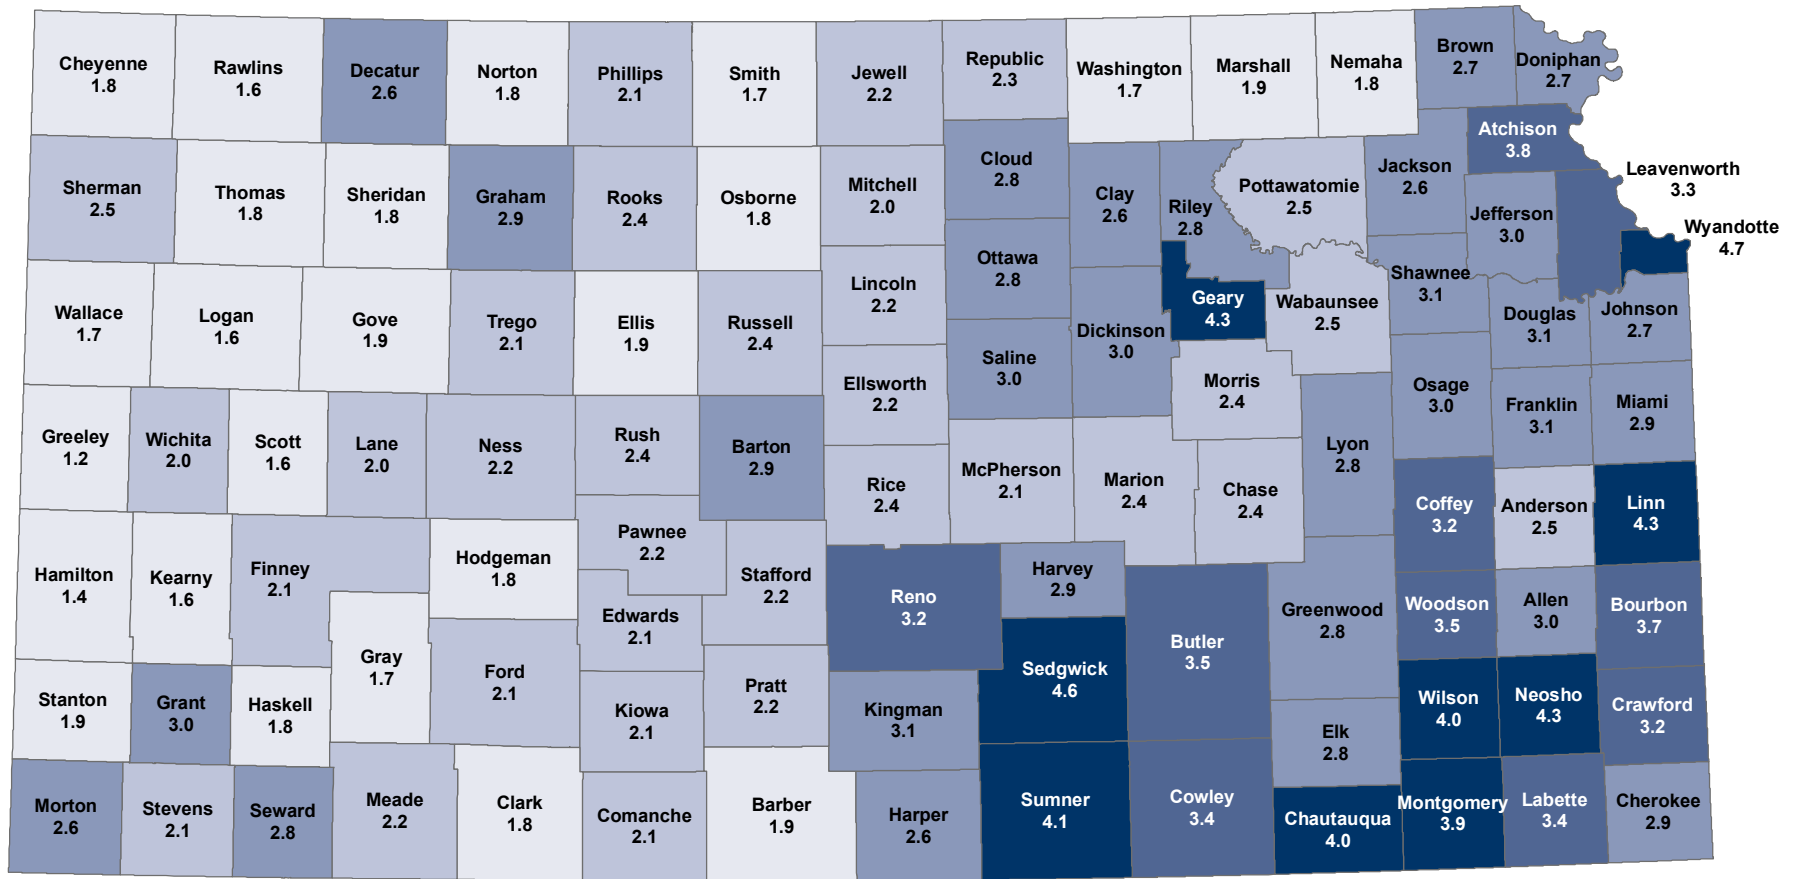 Cheyenne
1.8
Rawlins
1.6
Decatur
2.6
Norton
1.8
Phillips
2.1
Smith
1.7
Jewell
2.2
Republic
2.3
Washington
1.7
Marshall
1.9
Nemaha
1.8
Brown
2.7
Doniphan
2.7
Atchison
3.8
Sherman
2.5
Thomas
1.8
Sheridan
1.8
Graham
2.9
Rooks
2.4
Osborne
1.8
Mitchell
2.0
Cloud
2.8
Clay
2.6
Riley
2.8
Pottawatomie
2.5
Jackson
2.6
Jefferson
3.0
Leavenworth
3.3
Wyandotte
4.7
Wallace
1.7
Logan
1.6
Gove
1.9
Trego
2.1
Ellis
1.9
Russell
2.4
Lincoln
2.2
Ottawa
2.8
Saline
3.0
Dickinson
3.0
Geary
4.3
Wabaunsee
2.5
Shawnee
3.1
Douglas
3.1
Johnson
2.7
Greeley
1.2
Wichita
2.0
Scott
1.6
Lane
2.0
Ness
2.2
Rush
2.4
Barton
2.9
Ellsworth
2.2
Rice
2.4
McPherson
2.1
Marion
2.4
Morris
2.4
Chase
2.4
Lyon
2.8
Osage
3.0
Franklin
3.1
Miami
2.9
Coffey
3.2
Anderson
2.5
Linn
4.3
Hamilton
1.4
Kearny
1.6
Finney
2.1
Hodgeman
1.8
Pawnee
2.2
Stafford
2.2
Edwards
2.1
Reno
3.2
Harvey
2.9
Butler
3.5
Greenwood
2.8
Woodson
3.5
Allen
3.0
Bourbon
3.7
Gray
1.7
Ford
2.1
Kiowa
2.1
Pratt
2.2
Kingman
3.1
Sedgwick
4.6
Elk
2.8
Wilson
4.0
Neosho
4.3
Crawford
3.2
Stanton
1.9
Grant
3.0
Haskell
1.8
Morton
2.6
Stevens
2.1
Seward
2.8
Meade
2.2
Clark
1.8
Comanche
2.1
Barber
1.9
Harper
2.6
Sumner
4.1
Cowley
3.4
Chautauqua
4.0
Montgomery
3.9
Labette
3.4
Cherokee
2.9